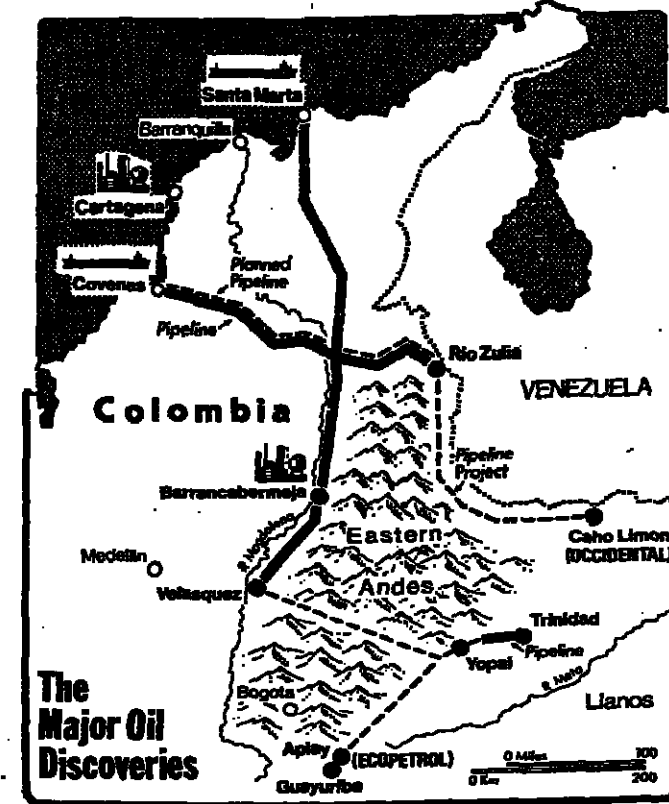 Santa Marta
Barranquilla
Cartagena
Covenas
Planned
Pipeline
Pipeline
Rio Zulia
VENEZUELA
Colombia
Pipeline
Project
Barrancabermeja
R. Magdalena
Eastern
Caño Limon
(OCCIDENTAL)
Medellin
Andes
Velasquez
Trinidad
Yopal
Pipeline
R. Meta
Llanos
The
Major Oil
Discoveries
Bogota
Apiay
(ECOPETROL)
Guayuriba
0 Miles 100
0 Km 200